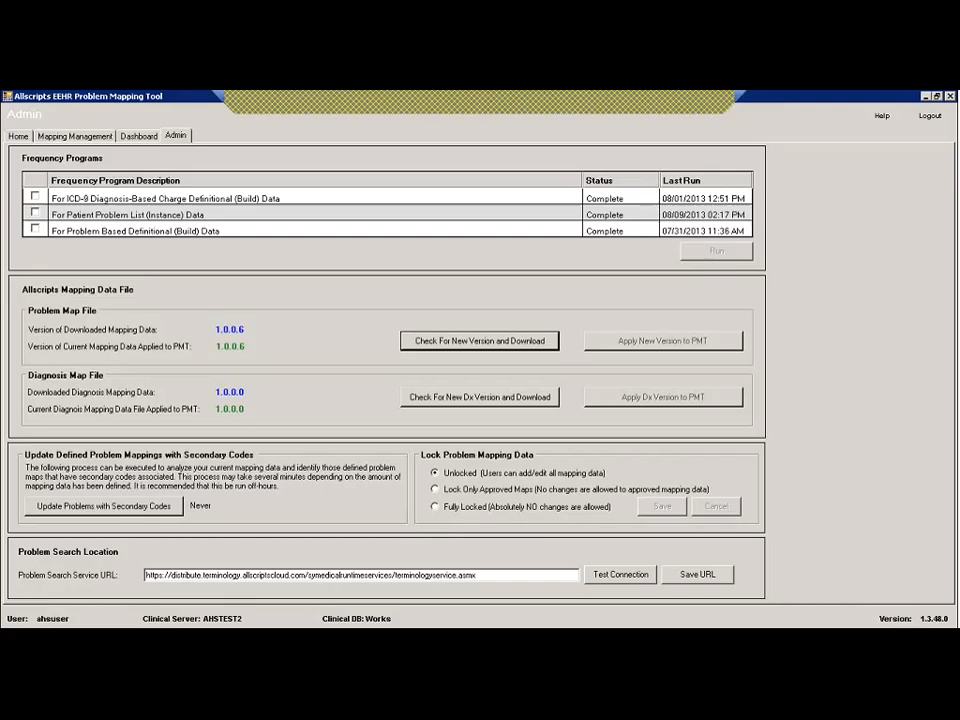 Allscripts EEHR Problem Mapping Tool
Admin
Help Logout
Home Mapping Management Dashboard Admin
Frequency Programs
Frequency Program Description Status Last Run
For ICD-9 Diagnosis-Based Charge Definitional (Build) Data Complete 08/01/2013 12:51 PM
For Patient Problem List (Instance) Data Complete 08/09/2013 02:17 PM
For Problem Based Definitional (Build) Data Complete 07/31/2013 11:36 AM
Run
Allscripts Mapping Data File
Problem Map File
Version of Downloaded Mapping Data: 1.0.0.6
Version of Current Mapping Data Applied to PMT: 1.0.0.6
Check For New Version and Download Apply New Version to PMT
Diagnosis Map File
Downloaded Diagnosis Mapping Data: 1.0.0.0
Current Diagnois Mapping Data File Applied to PMT: 1.0.0.0
Check For New Dx Version and Download Apply Dx Version to PMT
Update Defined Problem Mappings with Secondary Codes
The following process can be executed to analyze your current mapping data and identify those defined problem
maps that have secondary codes associated. This process may take several minutes depending on the amount of
mapping data has been defined. It is recommended that this be run off-hours.
Update Problems with Secondary Codes Never
Lock Problem Mapping Data
Unlocked (Users can add/edit all mapping data)
Lock Only Approved Maps (No changes are allowed to approved mapping data)
Fully Locked (Absolutely NO changes are allowed) Save Cancel
Problem Search Location
Problem Search Service URL: https://distribute.terminology.allscriptscloud.com/symedicalruntimeservices/terminologyservice.asmx Test Connection Save URL
User: ahsuser Clinical Server: AHSTEST2 Clinical DB: Works Version: 1.3.48.0